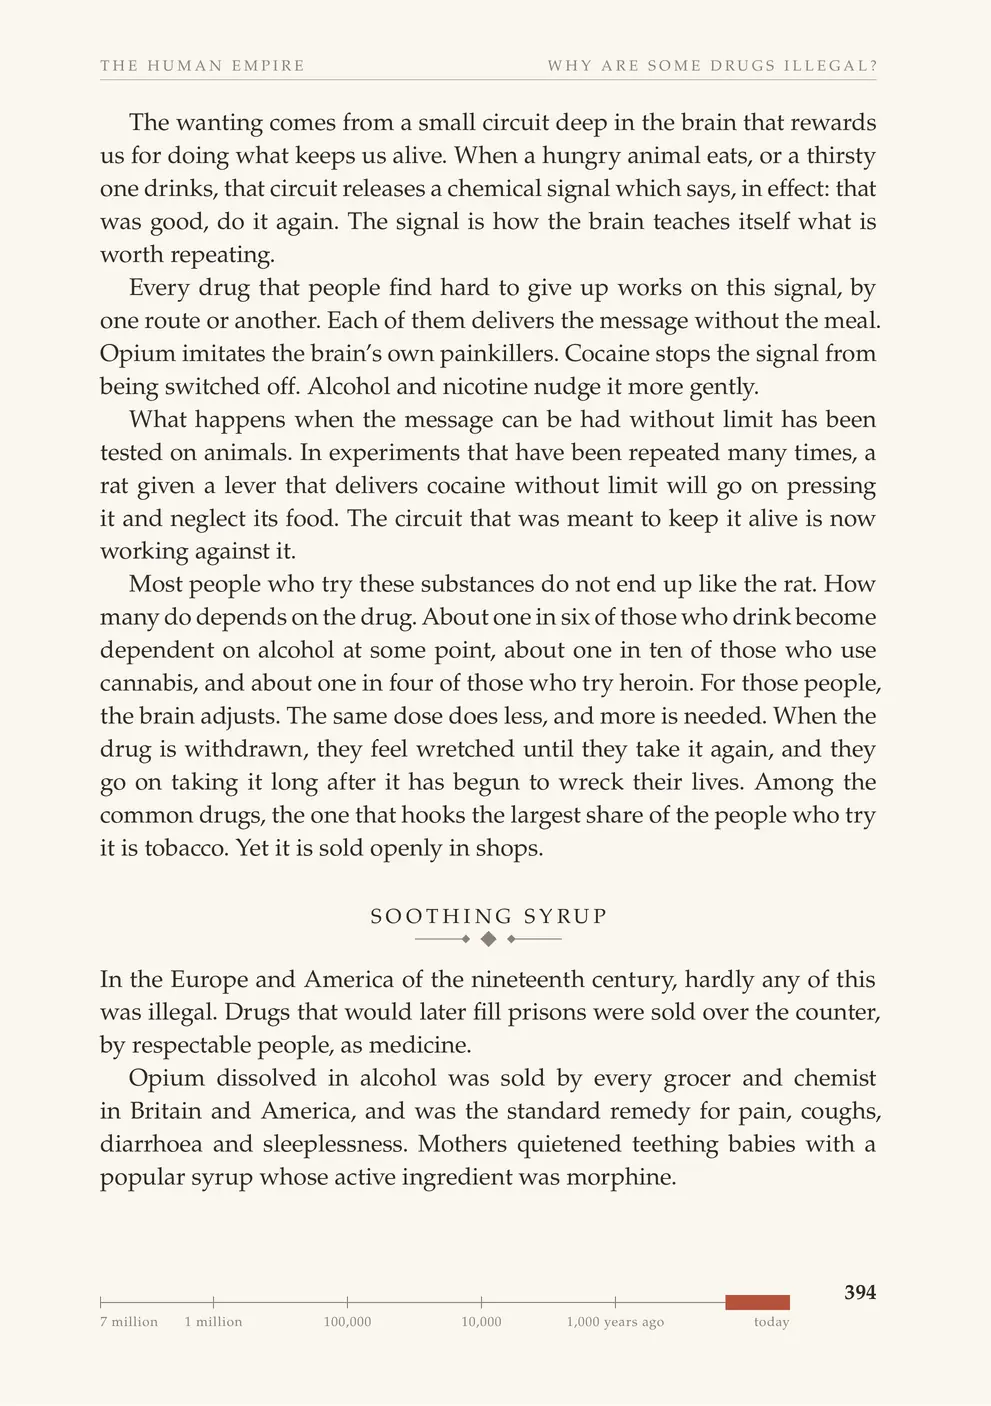 THE HUMAN EMPIRE
WHY ARE SOME DRUGS ILLEGAL?
The wanting comes from a small circuit deep in the brain that rewards
us for doing what keeps us alive. When a hungry animal eats, or a thirsty
one drinks, that circuit releases a chemical signal which says, in effect: that
was good, do it again. The signal is how the brain teaches itself what is
worth repeating.
Every drug that people find hard to give up works on this signal, by
one route or another. Each of them delivers the message without the meal.
Opium imitates the brain’s own painkillers. Cocaine stops the signal from
being switched off. Alcohol and nicotine nudge it more gently.
What happens when the message can be had without limit has been
tested on animals. In experiments that have been repeated many times, a
rat given a lever that delivers cocaine without limit will go on pressing
it and neglect its food. The circuit that was meant to keep it alive is now
working against it.
Most people who try these substances do not end up like the rat. How
many do depends on the drug. About one in six of those who drink become
dependent on alcohol at some point, about one in ten of those who use
cannabis, and about one in four of those who try heroin. For those people,
the brain adjusts. The same dose does less, and more is needed. When the
drug is withdrawn, they feel wretched until they take it again, and they
go on taking it long after it has begun to wreck their lives. Among the
common drugs, the one that hooks the largest share of the people who try
it is tobacco. Yet it is sold openly in shops.
SOOTHING SYRUP
In the Europe and America of the nineteenth century, hardly any of this
was illegal. Drugs that would later fill prisons were sold over the counter,
by respectable people, as medicine.
Opium dissolved in alcohol was sold by every grocer and chemist
in Britain and America, and was the standard remedy for pain, coughs,
diarrhoea and sleeplessness. Mothers quietened teething babies with a
popular syrup whose active ingredient was morphine.
394
7 million 1 million 100,000 10,000 1,000 years ago today